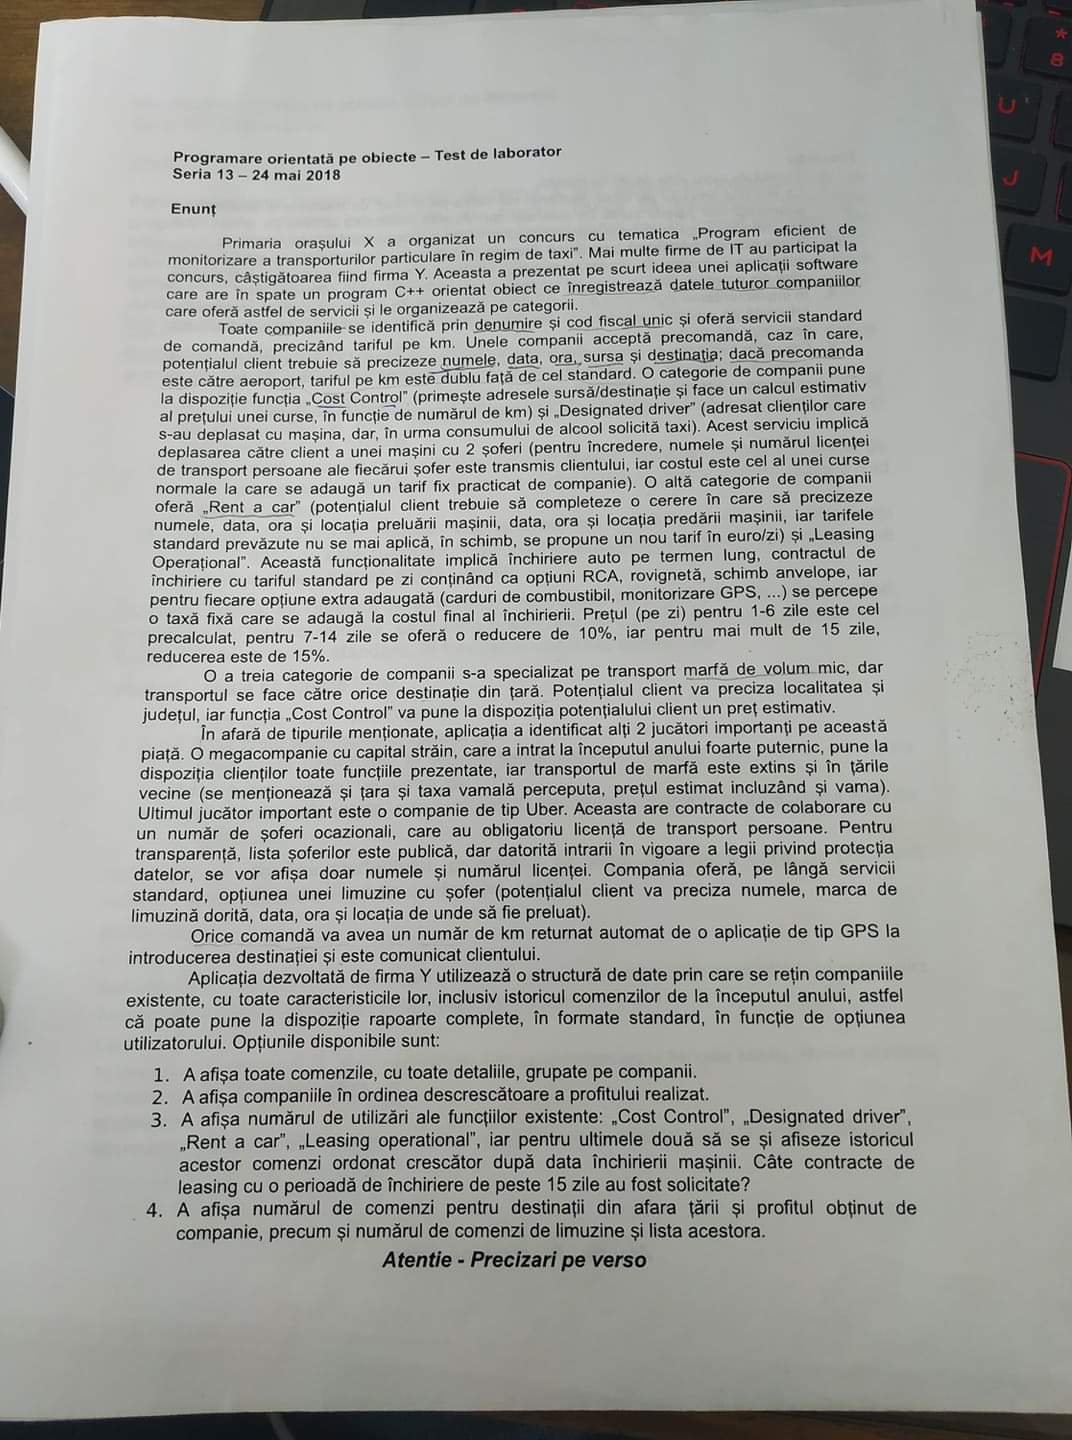 Programare orientată pe obiecte – Test de laborator
Seria 13 – 24 mai 2018
Enunț
Primaria orașului X a organizat un concurs cu tematica „Program eficient de
monitorizare a transporturilor particulare în regim de taxi”. Mai multe firme de IT au participat la
concurs, câștigătoarea fiind firma Y. Aceasta a prezentat pe scurt ideea unei aplicații software
care are în spate un program C++ orientat obiect ce înregistrează datele tuturor companiilor
care oferă astfel de servicii și le organizează pe categorii.
Toate companiile se identifică prin denumire și cod fiscal unic și oferă servicii standard
de comandă, precizând tariful pe km. Unele companii acceptă precomandă, caz în care,
potențialul client trebuie să precizeze numele, data, ora, sursa și destinația; dacă precomanda
este către aeroport, tariful pe km este dublu față de cel standard. O categorie de companii pune
la dispoziție funcția „Cost Control” (primește adresele sursă/destinație și face un calcul estimativ
al prețului unei curse, în funcție de numărul de km) și „Designated driver” (adresat clienților care
s-au deplasat cu mașina, dar, în urma consumului de alcool solicită taxi). Acest serviciu implică
deplasarea către client a unei mașini cu 2 șoferi (pentru încredere, numele și numărul licenței
de transport persoane ale fiecărui șofer este transmis clientului, iar costul este cel al unei curse
normale la care se adaugă un tarif fix practicat de companie). O altă categorie de companii
oferă „Rent a car” (potențialul client trebuie să completeze o cerere în care să precizeze
numele, data, ora și locația preluării mașinii, data, ora și locația predării mașinii, iar tarifele
standard prevăzute nu se mai aplică, în schimb, se propune un nou tarif în euro/zi) și „Leasing
Operațional”. Această funcționalitate implică închiriere auto pe termen lung, contractul de
închiriere cu tariful standard pe zi conținând ca opțiuni RCA, rovignetă, schimb anvelope, iar
pentru fiecare opțiune extra adaugată (carduri de combustibil, monitorizare GPS, ...) se percepe
o taxă fixă care se adaugă la costul final al închirierii. Prețul (pe zi) pentru 1-6 zile este cel
precalculat, pentru 7-14 zile se oferă o reducere de 10%, iar pentru mai mult de 15 zile,
reducerea este de 15%.
O a treia categorie de companii s-a specializat pe transport marfă de volum mic, dar
transportul se face către orice destinație din țară. Potențialul client va preciza localitatea și
județul, iar funcția „Cost Control” va pune la dispoziția potențialului client un preț estimativ.
În afară de tipurile menționate, aplicația a identificat alți 2 jucători importanți pe această
piață. O megacompanie cu capital străin, care a intrat la începutul anului foarte puternic, pune la
dispoziția clienților toate funcțiile prezentate, iar transportul de marfă este extins și în țările
vecine (se menționează și țara și taxa vamală perceputa, prețul estimat incluzând și vama).
Ultimul jucător important este o companie de tip Uber. Aceasta are contracte de colaborare cu
un număr de șoferi ocazionali, care au obligatoriu licență de transport persoane. Pentru
transparență, lista șoferilor este publică, dar datorită intrarii în vigoare a legii privind protecția
datelor, se vor afișa doar numele și numărul licenței. Compania oferă, pe lângă servicii
standard, opțiunea unei limuzine cu șofer (potențialul client va preciza numele, marca de
limuzină dorită, data, ora și locația de unde să fie preluat).
Orice comandă va avea un număr de km returnat automat de o aplicație de tip GPS la
introducerea destinației și este comunicat clientului.
Aplicația dezvoltată de firma Y utilizează o structură de date prin care se rețin companiile
existente, cu toate caracteristicile lor, inclusiv istoricul comenzilor de la începutul anului, astfel
că poate pune la dispoziție rapoarte complete, în formate standard, în funcție de opțiunea
utilizatorului. Opțiunile disponibile sunt:
1. A afișa toate comenzile, cu toate detaliile, grupate pe companii.
2. A afișa companiile în ordinea descrescătoare a profitului realizat.
3. A afișa numărul de utilizări ale funcțiilor existente: „Cost Control”, „Designated driver”,
„Rent a car”, „Leasing operational”, iar pentru ultimele două să se și afiseze istoricul
acestor comenzi ordonat crescător după data închirierii mașinii. Câte contracte de
leasing cu o perioadă de închiriere de peste 15 zile au fost solicitate?
4. A afișa numărul de comenzi pentru destinații din afara țării și profitul obținut de
companie, precum și numărul de comenzi de limuzine și lista acestora.
Atentie - Precizari pe verso
*
8
U
J
M